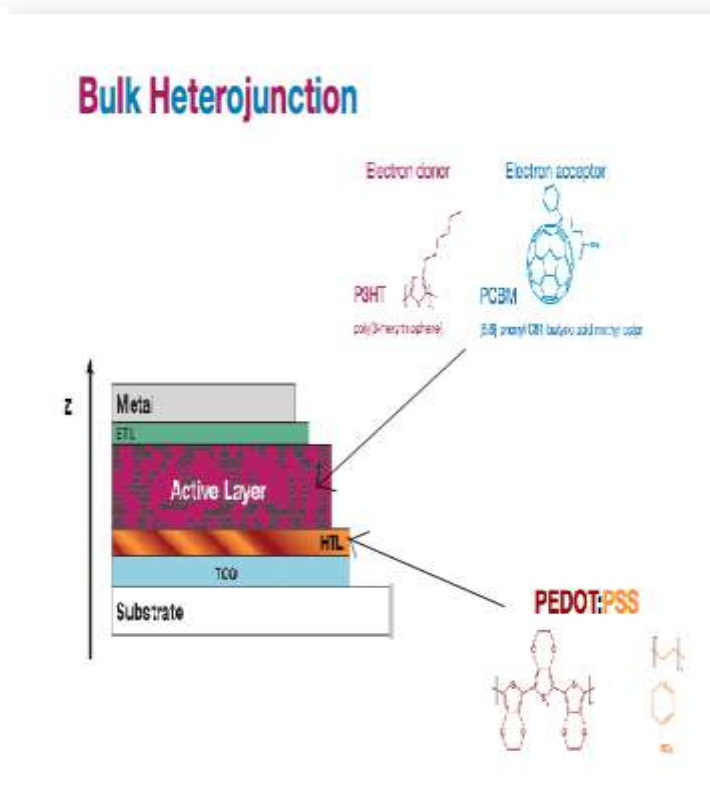 Bulk Heterojunction
Electron donor
Electron acceptor
P3HT
PCBM
z
Metal
ETL
Active Layer
HTL
TCO
Substrate
PEDOT:PSS